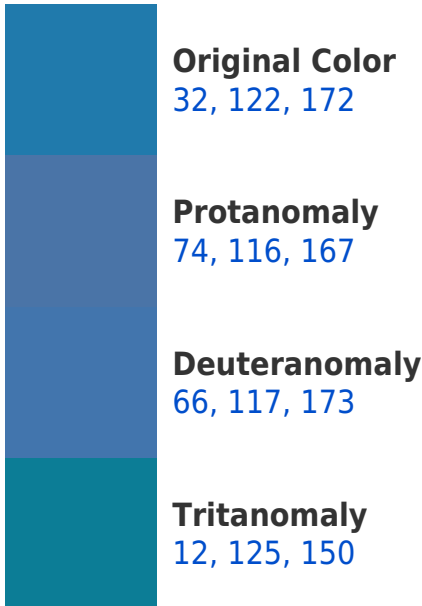 Original Color
32, 122, 172
Protanomaly
74, 116, 167
Deuteranomaly
66, 117, 173
Tritanomaly
12, 125, 150